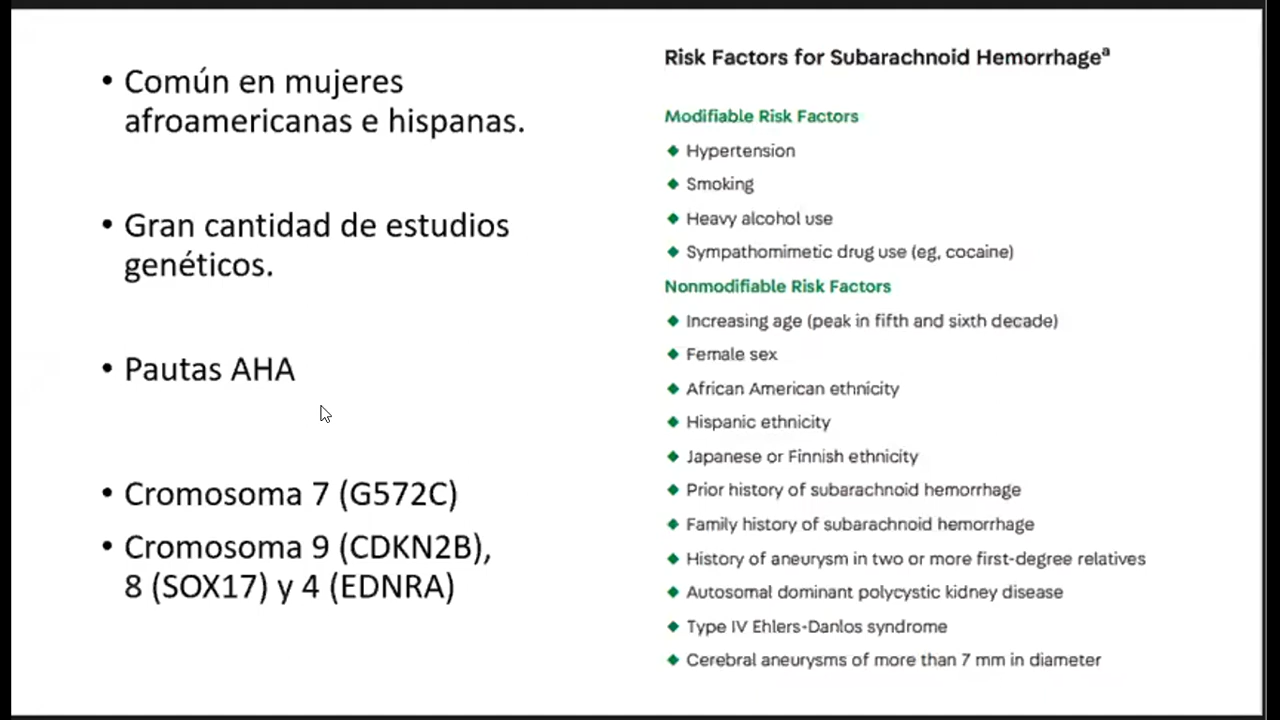 • Común en mujeres
afroamericanas e hispanas.
• Gran cantidad de estudios
genéticos.
• Pautas AHA
• Cromosoma 7 (G572C)
• Cromosoma 9 (CDKN2B),
8 (SOX17) y 4 (EDNRA)
Risk Factors for Subarachnoid Hemorrhageª
Modifiable Risk Factors
◆ Hypertension
◆ Smoking
◆ Heavy alcohol use
◆ Sympathomimetic drug use (eg, cocaine)
Nonmodifiable Risk Factors
◆ Increasing age (peak in fifth and sixth decade)
◆ Female sex
◆ African American ethnicity
◆ Hispanic ethnicity
◆ Japanese or Finnish ethnicity
◆ Prior history of subarachnoid hemorrhage
◆ Family history of subarachnoid hemorrhage
◆ History of aneurysm in two or more first-degree relatives
◆ Autosomal dominant polycystic kidney disease
◆ Type IV Ehlers-Danlos syndrome
◆ Cerebral aneurysms of more than 7 mm in diameter